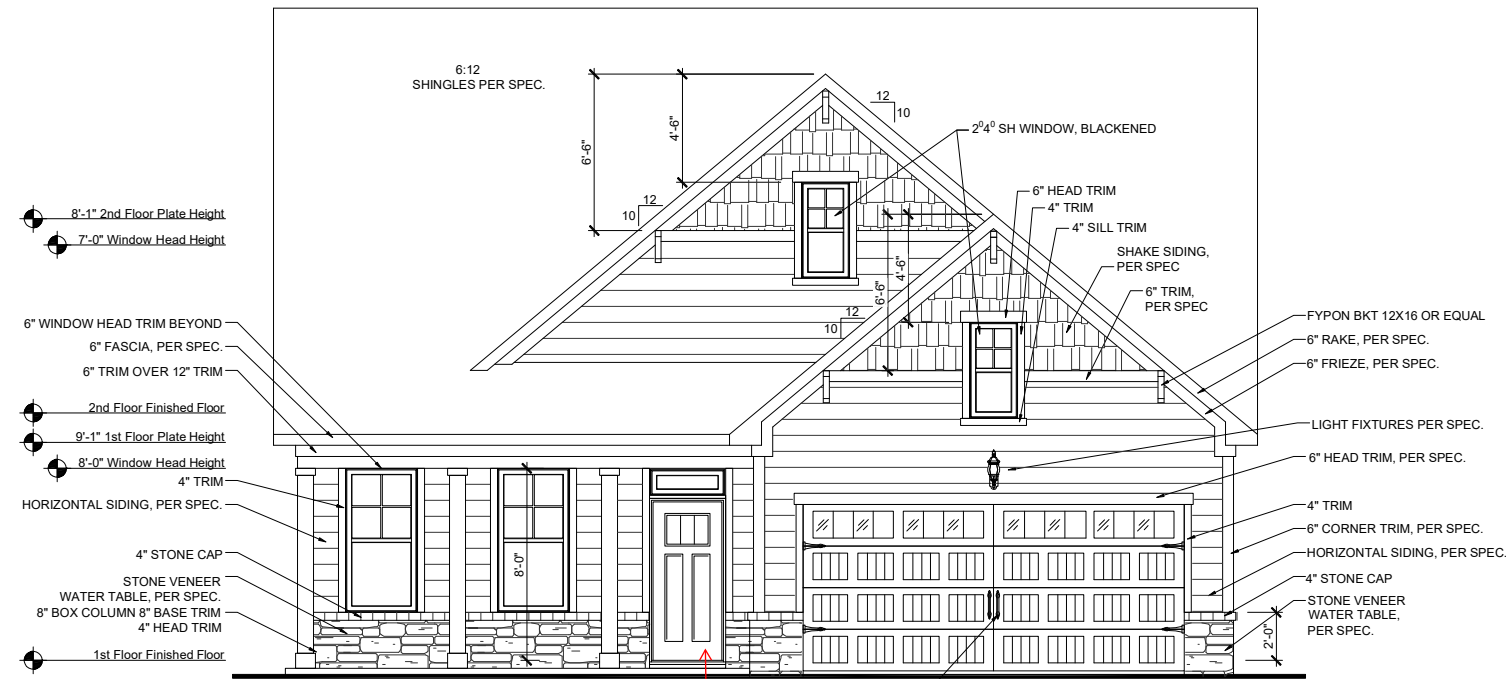 6:12
SHINGLES PER SPEC.
12
10
6'-6"
4'-6"
2⁰4⁰ SH WINDOW, BLACKENED
12
10
6" HEAD TRIM
4" TRIM
4" SILL TRIM
8'-1" 2nd Floor Plate Height
7'-0" Window Head Height
SHAKE SIDING,
PER SPEC
4'-6"
6'-6"
6" TRIM,
PER SPEC
12
10
6" WINDOW HEAD TRIM BEYOND
6" FASCIA, PER SPEC.
6" TRIM OVER 12" TRIM
FYPON BKT 12X16 OR EQUAL
6" RAKE, PER SPEC.
6" FRIEZE, PER SPEC.
2nd Floor Finished Floor
9'-1" 1st Floor Plate Height
8'-0" Window Head Height
LIGHT FIXTURES PER SPEC.
6" HEAD TRIM, PER SPEC.
4" TRIM
HORIZONTAL SIDING, PER SPEC.
4" TRIM
6" CORNER TRIM, PER SPEC.
HORIZONTAL SIDING, PER SPEC.
4" STONE CAP
STONE VENEER
WATER TABLE, PER SPEC.
8" BOX COLUMN 8" BASE TRIM
4" HEAD TRIM
8'-0"
4" STONE CAP
STONE VENEER
WATER TABLE,
PER SPEC.
2'-0"
1st Floor Finished Floor